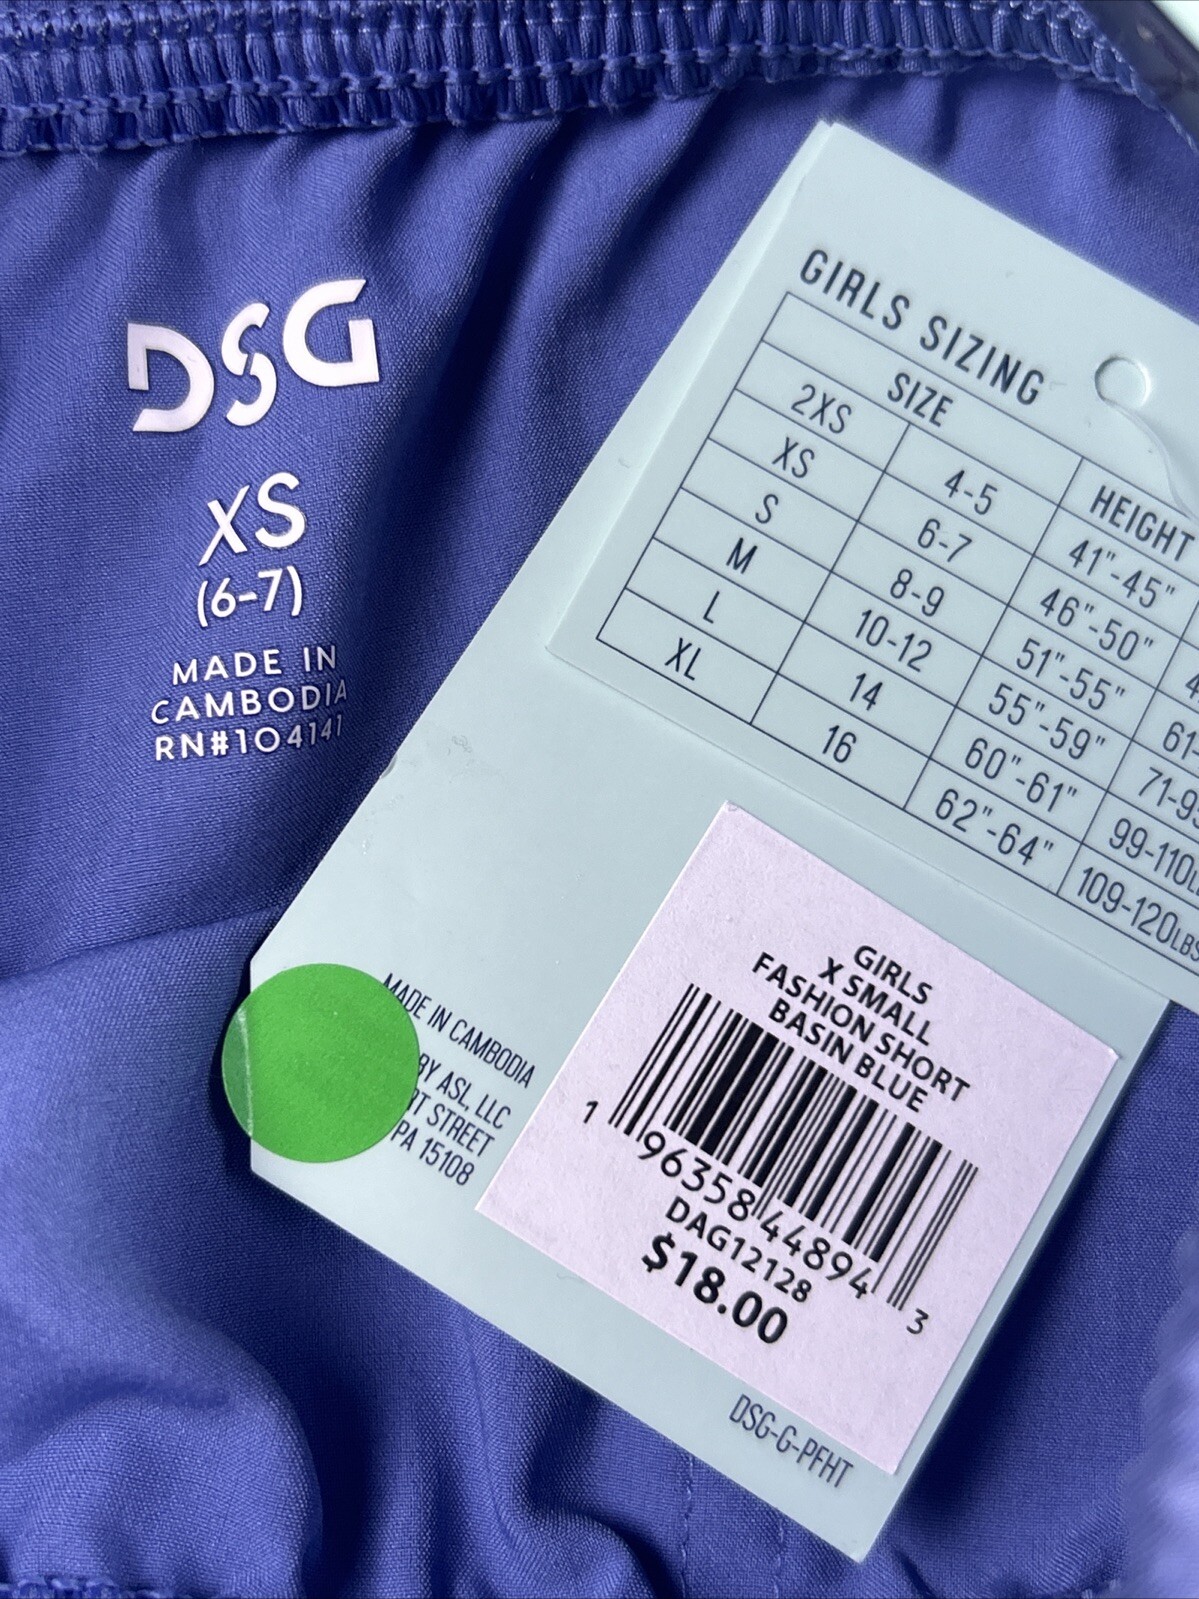 DSG
XS
(6-7)
MADE IN
CAMBODIA
RN#104141
GIRLS SIZING
SIZE HEIGHT
2XS 4-5 41"-45"
XS 6-7 46"-50"
S 8-9 51"-55"
M 10-12 55"-59"
L 14 60"-61"
XL 16 62"-64" 109-120LBS
MADE IN CAMBODIA
BY ASL, LLC
STREET
PA 15108
GIRLS
X SMALL
FASHION SHORT
BASIN BLUE
1 96358 44894 3
DAG12128
$18.00
DSG-G-PFHT